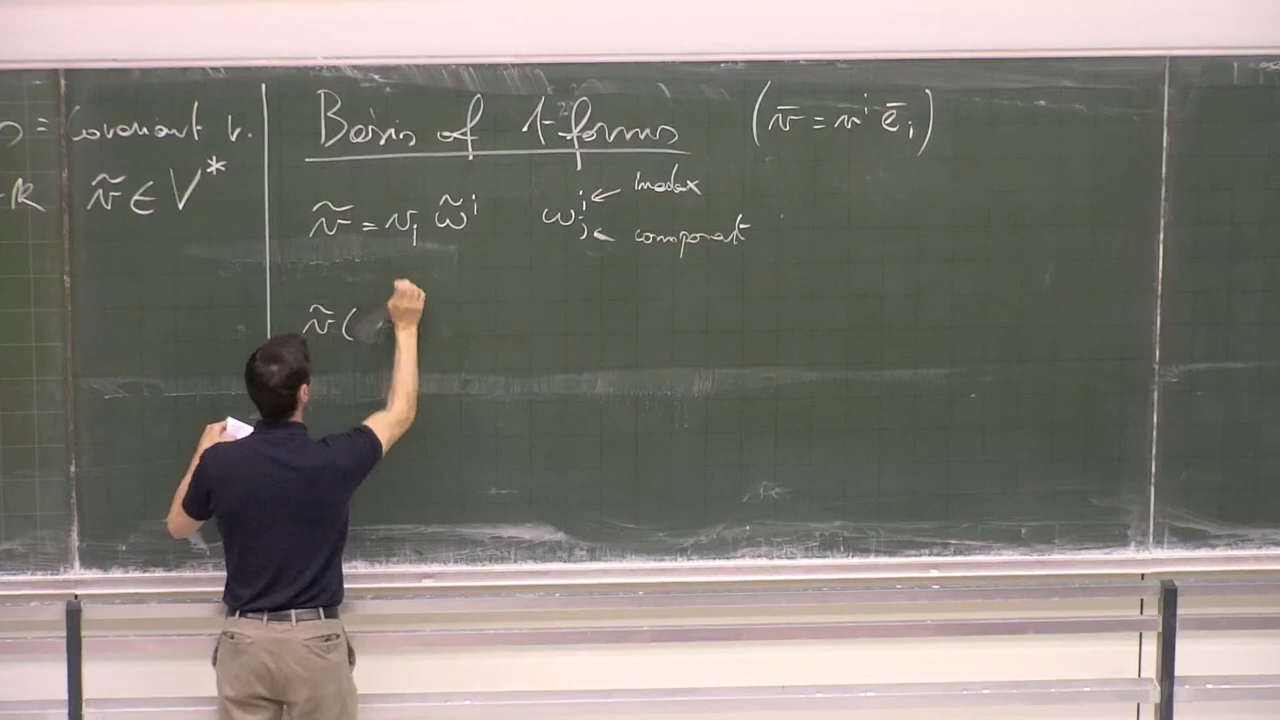 = Covariant v.
ℝ ṽ ∈ V*
Basis of 1-forms (v̄ = vⁱ ēᵢ)
ṽ = vᵢ ω̃ⁱ ωⁱⱼ ← index
← component
ṽ (